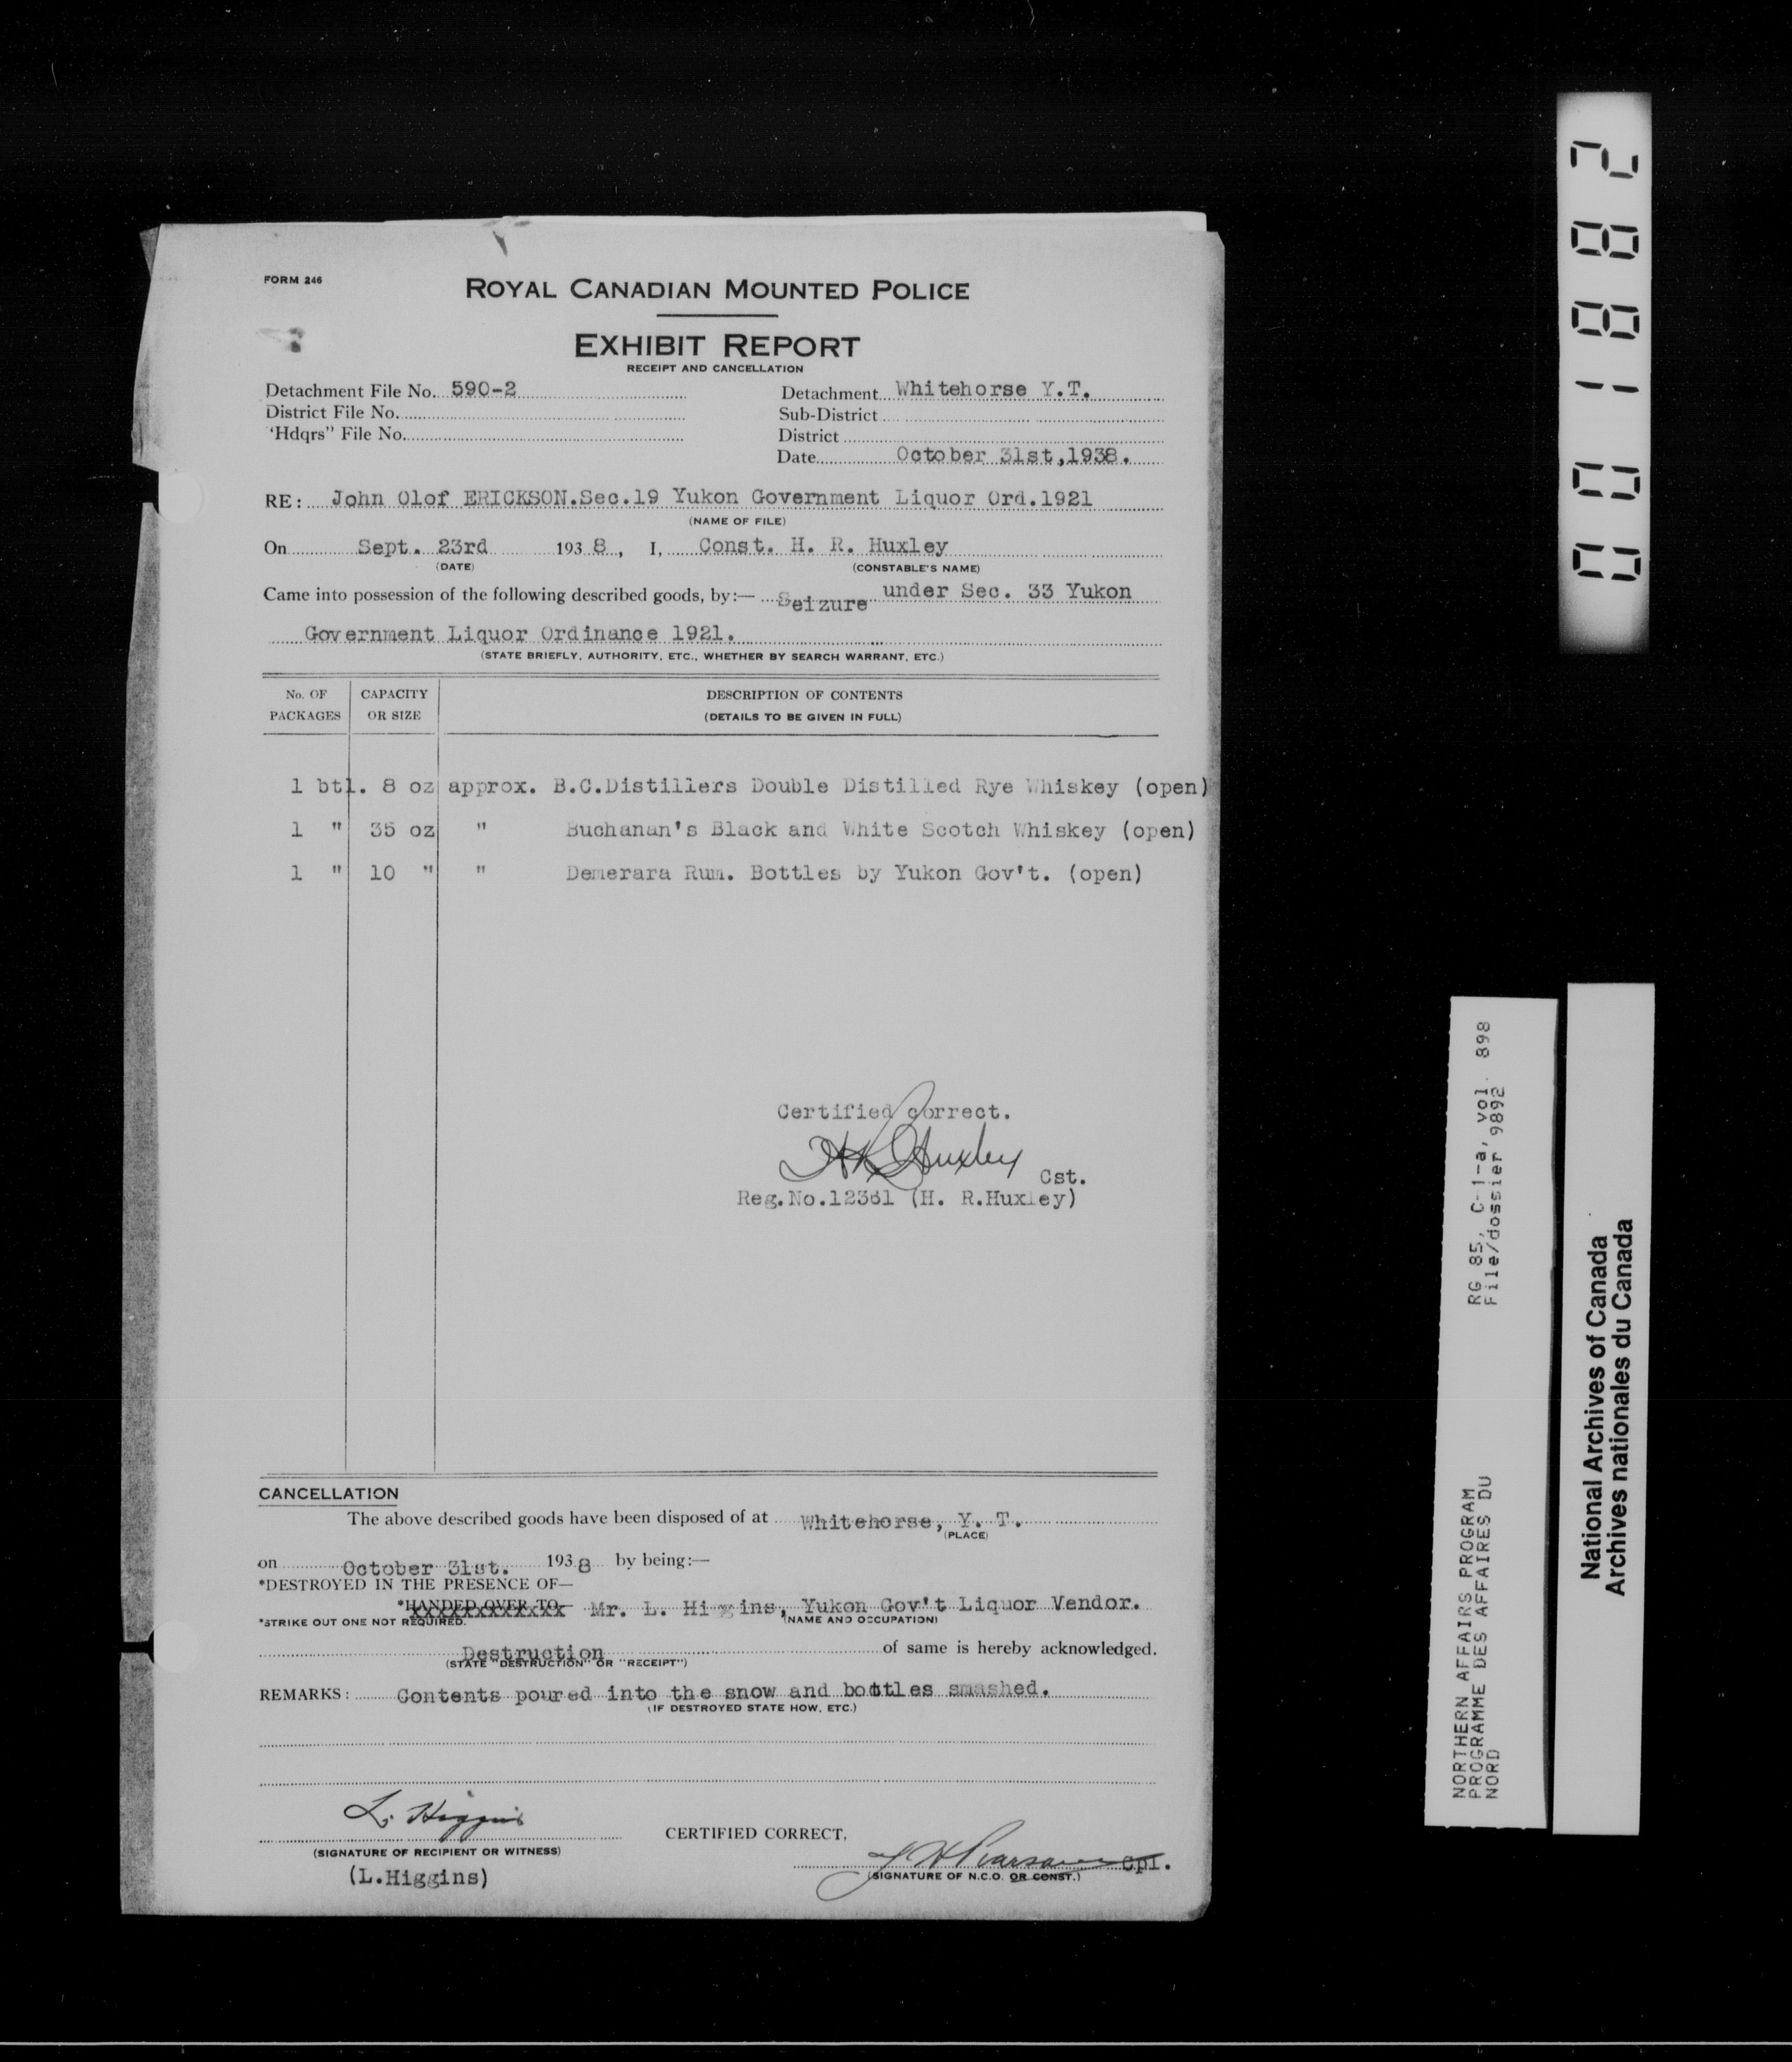 FORM 246
ROYAL CANADIAN MOUNTED POLICE
EXHIBIT REPORT
RECEIPT AND CANCELLATION
Detachment File No. 590-2
District File No.
"Hdqrs" File No.
Detachment Whitehorse Y.T.
Sub-District
District
Date October 31st,1938.
RE: John Olof ERICKSON.Sec.19 Yukon Government Liquor Ord.1921
(NAME OF FILE)
On Sept. 23rd 1938, I, Const. H. R. Huxley
(DATE) (CONSTABLE'S NAME)
Came into possession of the following described goods, by:— Seizure under Sec. 33 Yukon
Government Liquor Ordinance 1921.
(STATE BRIEFLY, AUTHORITY, ETC., WHETHER BY SEARCH WARRANT, ETC.)
No. OF PACKAGES
CAPACITY OR SIZE
DESCRIPTION OF CONTENTS
(DETAILS TO BE GIVEN IN FULL)
1 btl. 8 oz approx. B.C.Distillers Double Distilled Rye Whiskey (open)
1 " 35 oz " Buchanan's Black and White Scotch Whiskey (open)
1 " 10 " " Demerara Rum. Bottles by Yukon Gov't. (open)
Certified correct.
H R Huxley
Cst.
Reg.No.12361 (H. R.Huxley)
CANCELLATION
The above described goods have been disposed of at Whitehorse, Y. T.
(PLACE)
on October 31st. 1938 by being:—
*DESTROYED IN THE PRESENCE OF—
*HANDED OVER TO— Mr. L. Higgins, Yukon Gov't Liquor Vendor.
*STRIKE OUT ONE NOT REQUIRED. (NAME AND OCCUPATION)
Destruction of same is hereby acknowledged.
(STATE "DESTRUCTION" OR "RECEIPT")
REMARKS: Contents poured into the snow and bottles smashed.
(IF DESTROYED STATE HOW, ETC.)
L. Higgins
CERTIFIED CORRECT,
(SIGNATURE OF RECIPIENT OR WITNESS)
(L.Higgins)
Cpl.
(SIGNATURE OF N.C.O. OR CONST.)
001882
RG 85, C-1-a, vol. 898
File/dossier 9892
NORTHERN AFFAIRS PROGRAM
PROGRAMME DES AFFAIRES DU
NORD
National Archives of Canada
Archives nationales du Canada